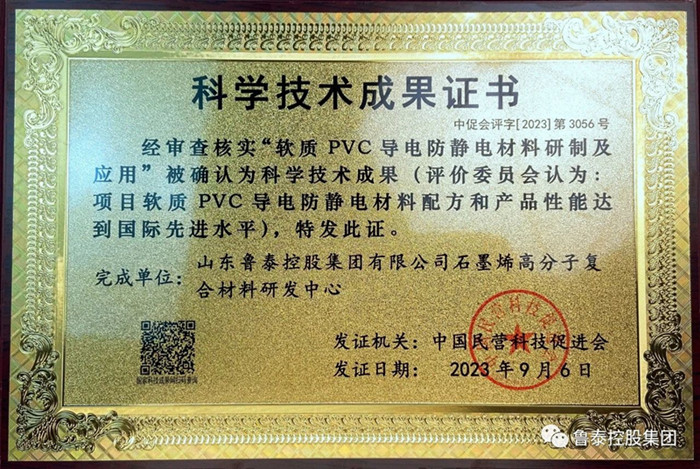 科学技术成果证书
中促会评字[2023]第3056号
经审查核实“软质 PVC 导电防静电材料研制及
应用”被确认为科学技术成果（评价委员会认为：
项目软质 PVC 导电防静电材料配方和产品性能达
到国际先进水平），特发此证。
完成单位：山东鲁泰控股集团有限公司石墨烯高分子复
合材料研发中心
发证机关：中国民营科技促进会
发证日期：2023年9月6日
鲁泰控股集团